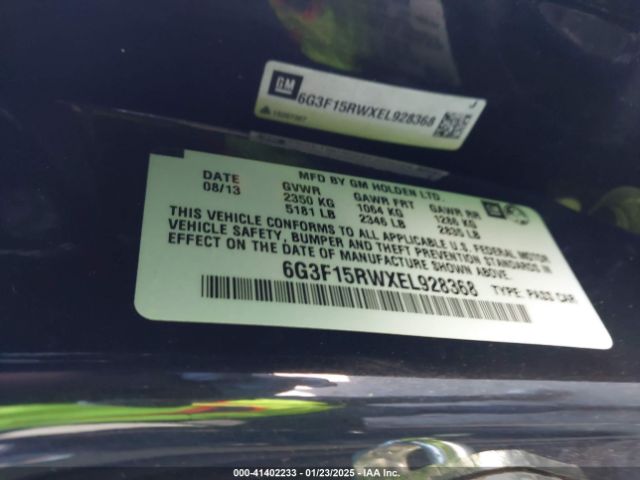 GM
6G3F15RWXEL928368
MFD BY GM HOLDEN LTD.
DATE GVWR GAWR FRT GAWR RR
08/13 2350 KG 1064 KG 1286 KG
5181 LB 2346 LB 2835 LB
THIS VEHICLE CONFORMS TO ALL APPLICABLE U.S. FEDERAL MOTOR
VEHICLE SAFETY, BUMPER AND THEFT PREVENTION STANDARDS IN
EFFECT ON THE DATE OF MANUFACTURE SHOWN ABOVE.
6G3F15RWXEL928368
TYPE: PASS CAR
000-41402233 - 01/23/2025 - IAA Inc.